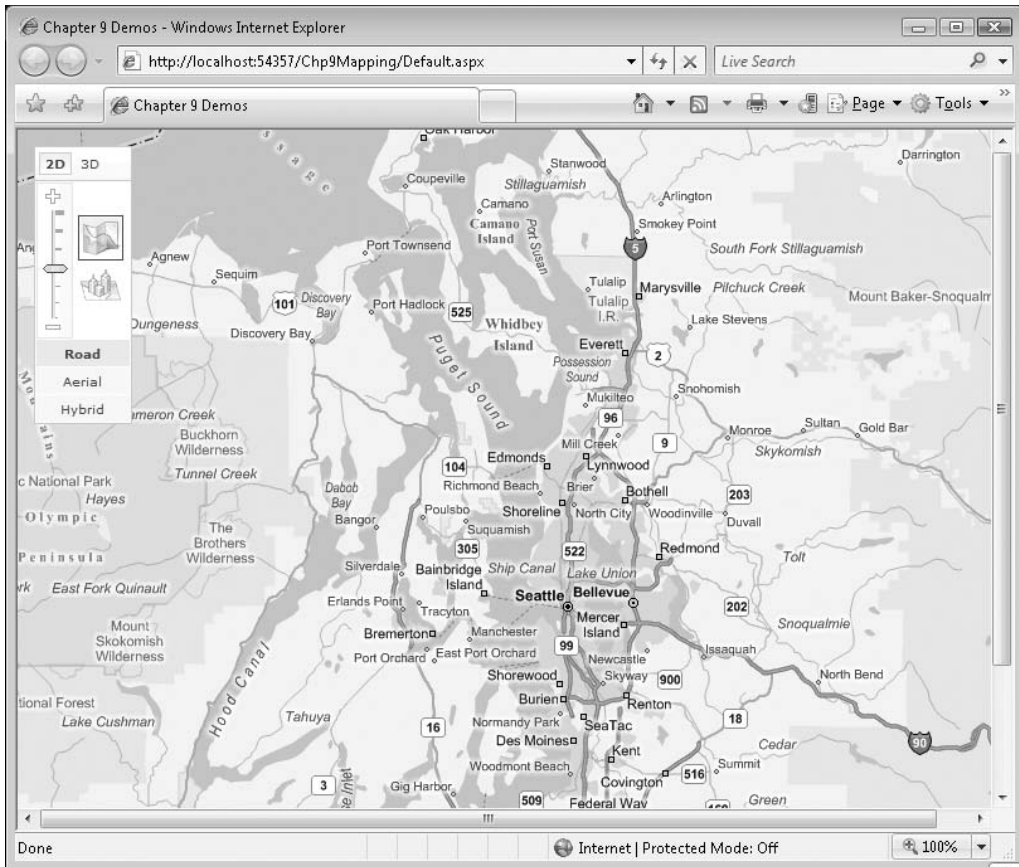 Chapter 9 Demos - Windows Internet Explorer
http://localhost:54357/Chp9Mapping/Default.aspx
Live Search
Chapter 9 Demos
Page
Tools
2D 3D
Road
Aerial
Hybrid
Oak Harbor
Stanwood
Darrington
Coupeville
Stillaguamish
Arlington
Camano
Camano
Island
Port Susan
Smokey Point
5
South Fork Stillaguamish
Port Townsend
Agnew
Sequim
Tulalip
Tulalip
I.R.
Marysville
Pilchuck Creek
101
Discovery
Bay
Port Hadlock
525
Mount Baker-Snoqualm
Dungeness
Discovery Bay
Whidbey
Island
Lake Stevens
Everett
2
Puget Sound
Possession
Sound
Snohomish
Mukilteo
96
meron Creek
Buckhorn
Wilderness
Mill Creek
9
Monroe
Sultan
Gold Bar
Skykomish
Tunnel Creek
104
Edmonds
Lynnwood
c National Park
Hayes
Richmond Beach
Brier
Bothell
203
Dabob
Bay
Olympic
Bangor
Poulsbo
Shoreline
North City
Woodinville
Duvall
Suquamish
The
Brothers
Wilderness
Peninsula
305
522
Redmond
Tolt
Silverdale
Bainbridge
Island
Ship Canal
Lake Union
rk
East Fork Quinault
Seattle
Bellevue
Erlands Point
Tracyton
202
Mercer
Island
Snoqualmie
Mount
Skokomish
Wilderness
Bremerton
Manchester
99
Port Orchard
East Port Orchard
Newcastle
Issaquah
Hood Canal
Shorewood
Skyway
900
North Bend
tional Forest
Burien
Renton
Lake Cushman
Tahuya
16
Normandy Park
SeaTac
18
Des Moines
Kent
Cedar
90
Woodmont Beach
Covington
516
Summit
3
Gig Harbor
509
Federal Way
Green
Done
Internet | Protected Mode: Off
100%